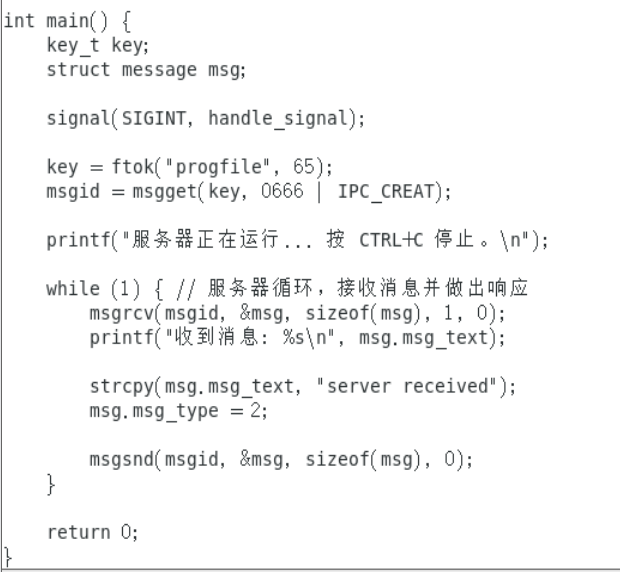 int main() {
    key_t key;
    struct message msg;

    signal(SIGINT, handle_signal);

    key = ftok("progfile", 65);
    msgid = msgget(key, 0666 | IPC_CREAT);

    printf("服务器正在运行... 按 CTRL+C 停止。\n");

    while (1) { // 服务器循环，接收消息并做出响应
        msgrcv(msgid, &msg, sizeof(msg), 1, 0);
        printf("收到消息: %s\n", msg.msg_text);

        strcpy(msg.msg_text, "server received");
        msg.msg_type = 2;

        msgsnd(msgid, &msg, sizeof(msg), 0);
    }

    return 0;
}